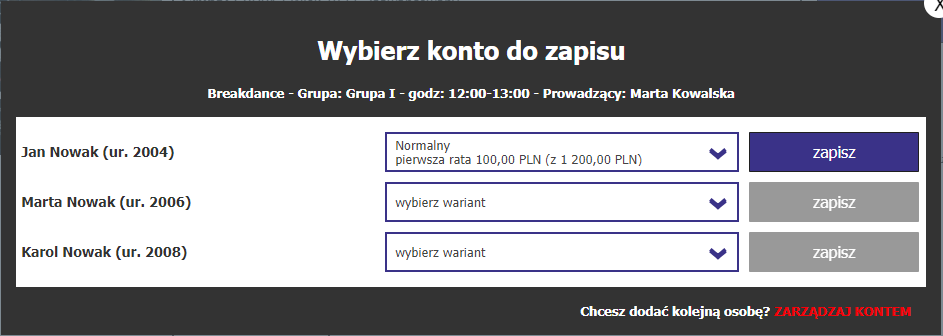 X
Wybierz konto do zapisu
Breakdance - Grupa: Grupa I - godz: 12:00-13:00 - Prowadzący: Marta Kowalska
Jan Nowak (ur. 2004)
Normalny
pierwsza rata 100,00 PLN (z 1 200,00 PLN)
zapisz
Marta Nowak (ur. 2006)
wybierz wariant
zapisz
Karol Nowak (ur. 2008)
wybierz wariant
zapisz
Chcesz dodać kolejną osobę? ZARZĄDZAJ KONTEM